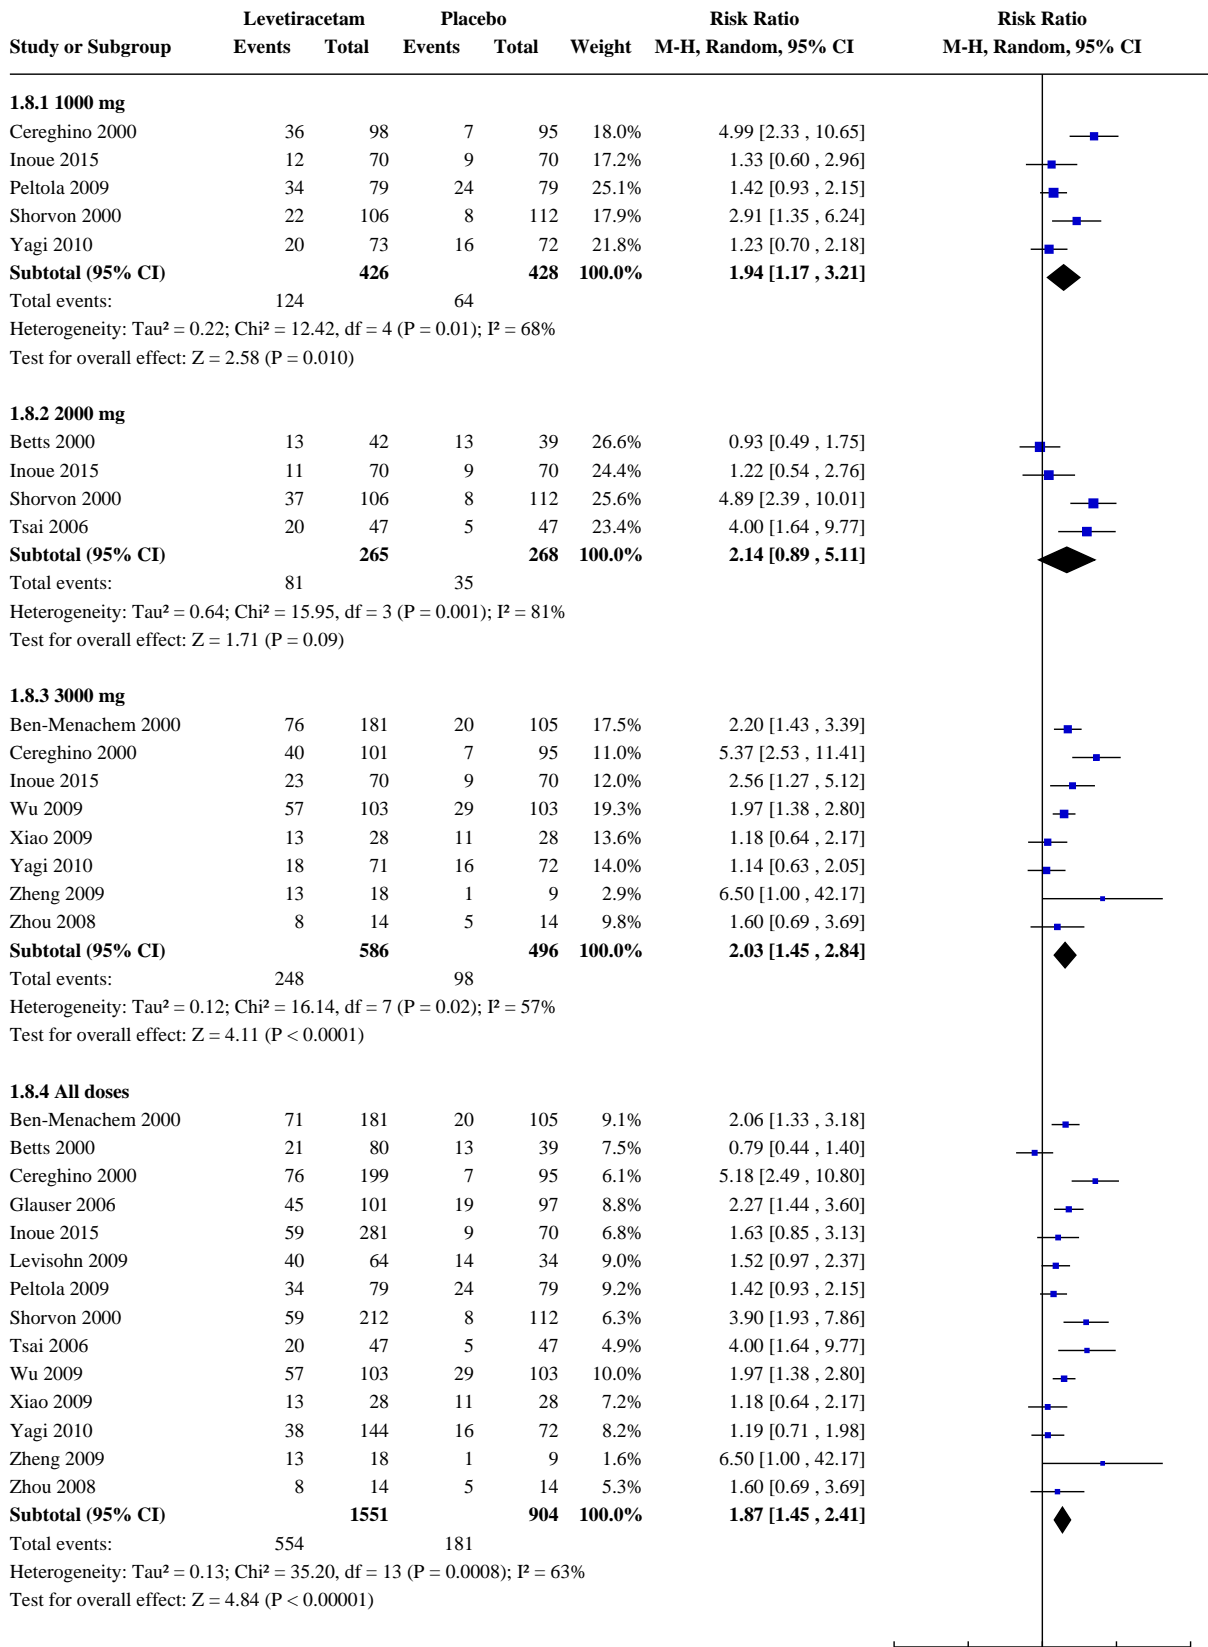 Levetiracetam Placebo Risk Ratio Risk Ratio
Study or Subgroup Events Total Events Total Weight M-H, Random, 95% CI M-H, Random, 95% CI
1.8.1 1000 mg
Cereghino 2000 36 98 7 95 18.0% 4.99 [2.33 , 10.65]
Inoue 2015 12 70 9 70 17.2% 1.33 [0.60 , 2.96]
Peltola 2009 34 79 24 79 25.1% 1.42 [0.93 , 2.15]
Shorvon 2000 22 106 8 112 17.9% 2.91 [1.35 , 6.24]
Yagi 2010 20 73 16 72 21.8% 1.23 [0.70 , 2.18]
Subtotal (95% CI) 426 428 100.0% 1.94 [1.17 , 3.21]
Total events: 124 64
Heterogeneity: Tau² = 0.22; Chi² = 12.42, df = 4 (P = 0.01); I² = 68%
Test for overall effect: Z = 2.58 (P = 0.010)
1.8.2 2000 mg
Betts 2000 13 42 13 39 26.6% 0.93 [0.49 , 1.75]
Inoue 2015 11 70 9 70 24.4% 1.22 [0.54 , 2.76]
Shorvon 2000 37 106 8 112 25.6% 4.89 [2.39 , 10.01]
Tsai 2006 20 47 5 47 23.4% 4.00 [1.64 , 9.77]
Subtotal (95% CI) 265 268 100.0% 2.14 [0.89 , 5.11]
Total events: 81 35
Heterogeneity: Tau² = 0.64; Chi² = 15.95, df = 3 (P = 0.001); I² = 81%
Test for overall effect: Z = 1.71 (P = 0.09)
1.8.3 3000 mg
Ben-Menachem 2000 76 181 20 105 17.5% 2.20 [1.43 , 3.39]
Cereghino 2000 40 101 7 95 11.0% 5.37 [2.53 , 11.41]
Inoue 2015 23 70 9 70 12.0% 2.56 [1.27 , 5.12]
Wu 2009 57 103 29 103 19.3% 1.97 [1.38 , 2.80]
Xiao 2009 13 28 11 28 13.6% 1.18 [0.64 , 2.17]
Yagi 2010 18 71 16 72 14.0% 1.14 [0.63 , 2.05]
Zheng 2009 13 18 1 9 2.9% 6.50 [1.00 , 42.17]
Zhou 2008 8 14 5 14 9.8% 1.60 [0.69 , 3.69]
Subtotal (95% CI) 586 496 100.0% 2.03 [1.45 , 2.84]
Total events: 248 98
Heterogeneity: Tau² = 0.12; Chi² = 16.14, df = 7 (P = 0.02); I² = 57%
Test for overall effect: Z = 4.11 (P < 0.0001)
1.8.4 All doses
Ben-Menachem 2000 71 181 20 105 9.1% 2.06 [1.33 , 3.18]
Betts 2000 21 80 13 39 7.5% 0.79 [0.44 , 1.40]
Cereghino 2000 76 199 7 95 6.1% 5.18 [2.49 , 10.80]
Glauser 2006 45 101 19 97 8.8% 2.27 [1.44 , 3.60]
Inoue 2015 59 281 9 70 6.8% 1.63 [0.85 , 3.13]
Levisohn 2009 40 64 14 34 9.0% 1.52 [0.97 , 2.37]
Peltola 2009 34 79 24 79 9.2% 1.42 [0.93 , 2.15]
Shorvon 2000 59 212 8 112 6.3% 3.90 [1.93 , 7.86]
Tsai 2006 20 47 5 47 4.9% 4.00 [1.64 , 9.77]
Wu 2009 57 103 29 103 10.0% 1.97 [1.38 , 2.80]
Xiao 2009 13 28 11 28 7.2% 1.18 [0.64 , 2.17]
Yagi 2010 38 144 16 72 8.2% 1.19 [0.71 , 1.98]
Zheng 2009 13 18 1 9 1.6% 6.50 [1.00 , 42.17]
Zhou 2008 8 14 5 14 5.3% 1.60 [0.69 , 3.69]
Subtotal (95% CI) 1551 904 100.0% 1.87 [1.45 , 2.41]
Total events: 554 181
Heterogeneity: Tau² = 0.13; Chi² = 35.20, df = 13 (P = 0.0008); I² = 63%
Test for overall effect: Z = 4.84 (P < 0.00001)